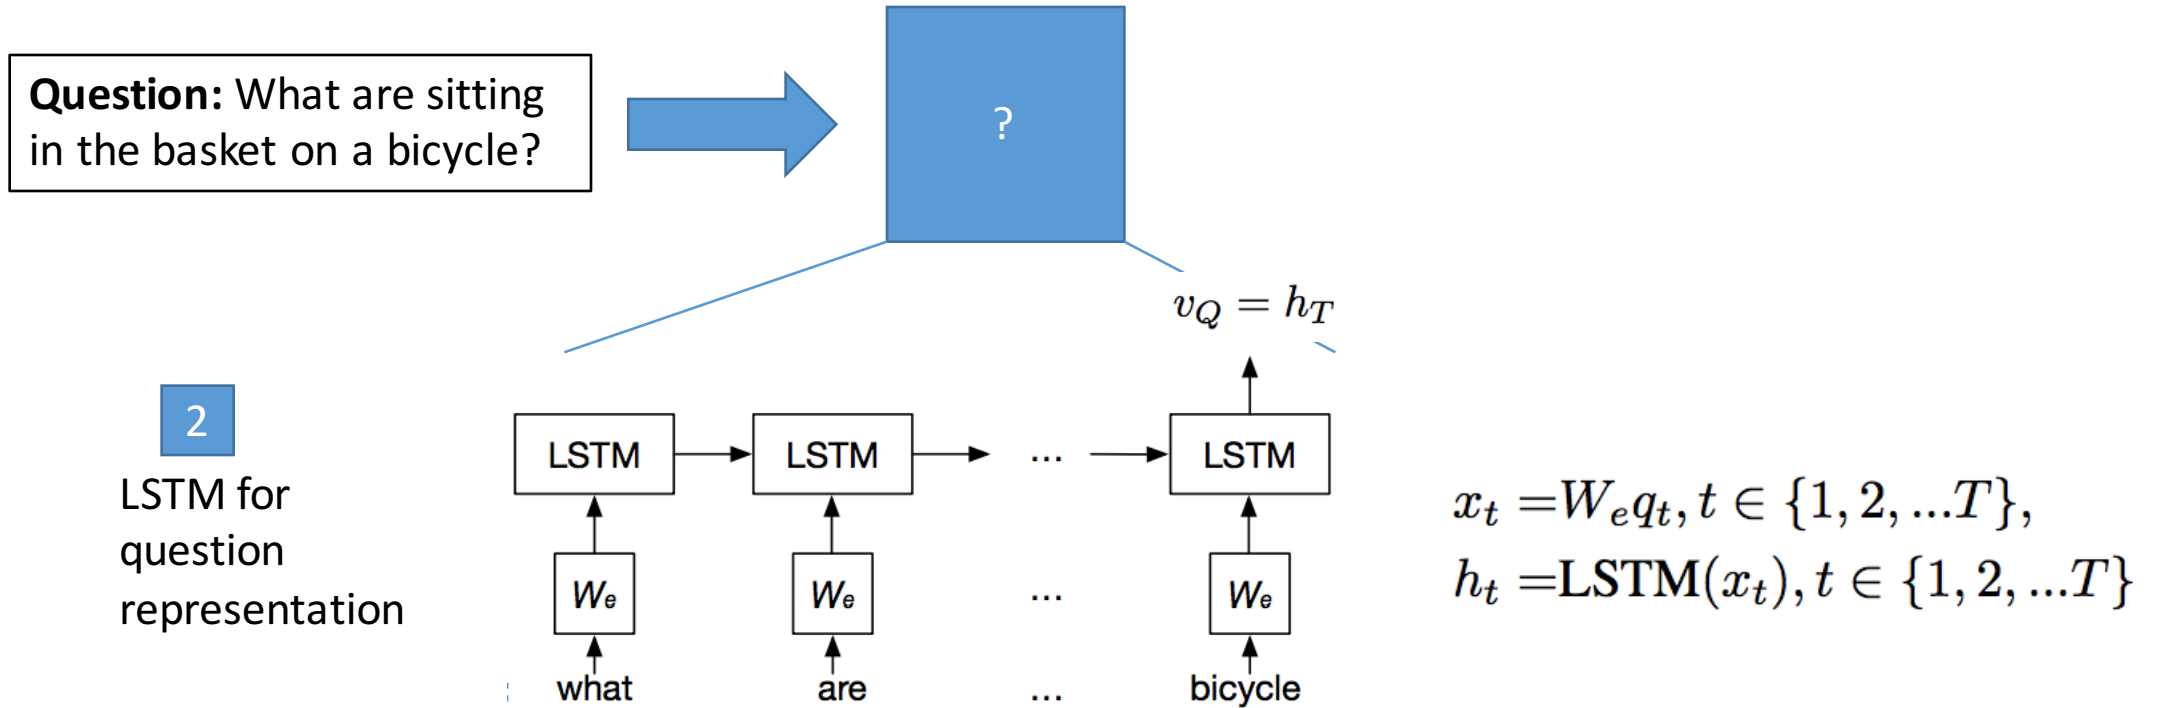 Question: What are sitting
in the basket on a bicycle?
?
v_Q = h_T
2
LSTM for
question
representation
LSTM LSTM ... LSTM
W_e W_e ... W_e
what are ... bicycle
x_t =W_e q_t, t ∈ {1, 2, ...T},
h_t =LSTM(x_t), t ∈ {1, 2, ...T}